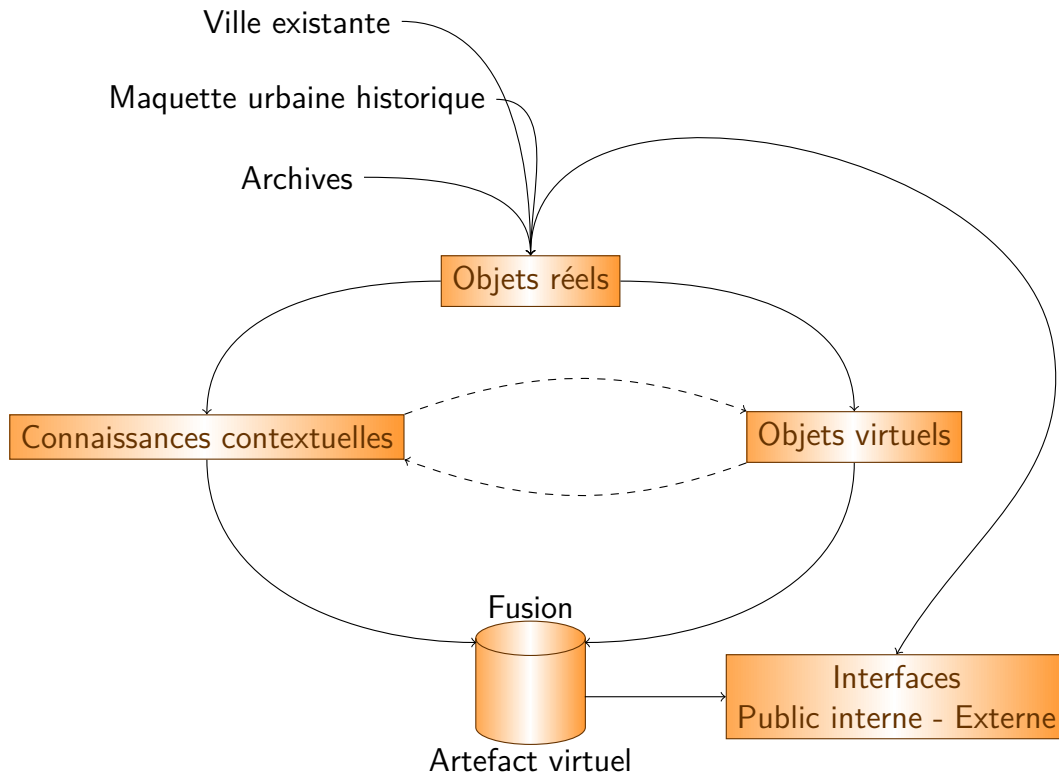 Ville existante
Maquette urbaine historique
Archives
Objets réels
Connaissances contextuelles
Objets virtuels
Fusion
Interfaces
Public interne - Externe
Artefact virtuel